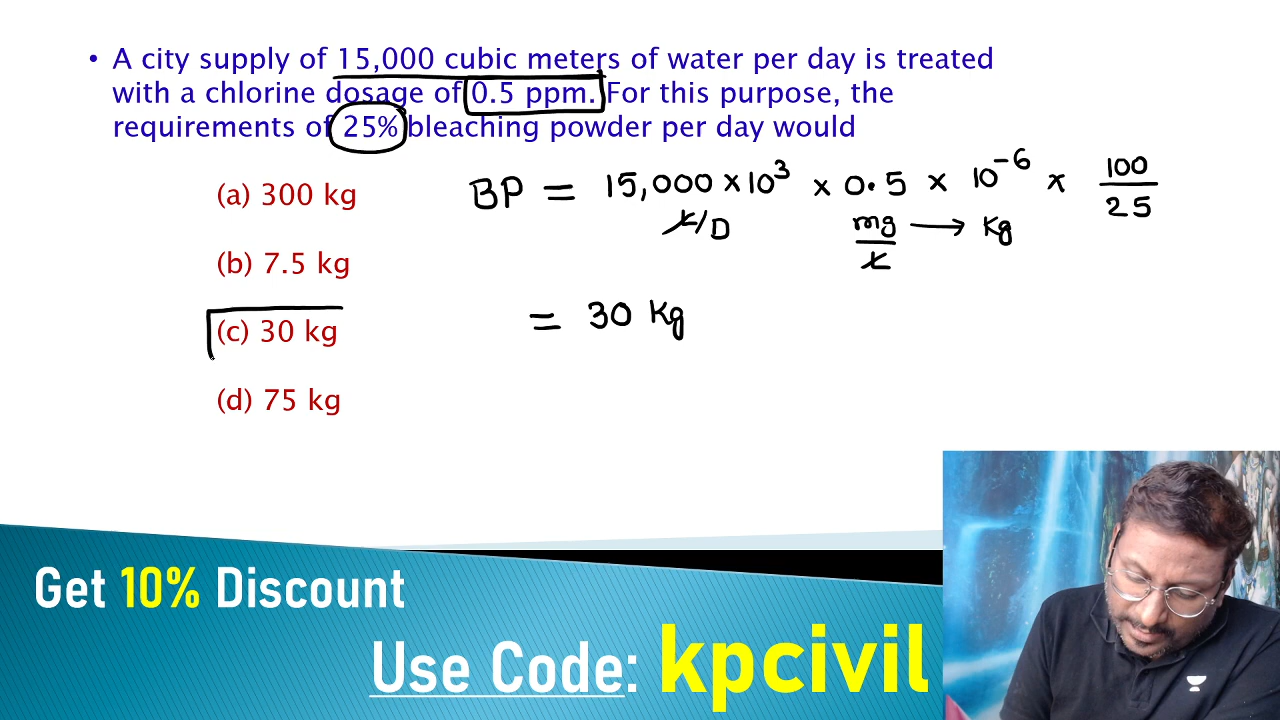 • A city supply of 15,000 cubic meters of water per day is treated
with a chlorine dosage of 0.5 ppm. For this purpose, the
requirements of 25% bleaching powder per day would
(a) 300 kg
(b) 7.5 kg
(c) 30 kg
(d) 75 kg
BP = 15,000 × 10³ × 0.5 × 10⁻⁶ × 100/25
ℓ/D mg/ℓ → Kg
= 30 Kg
Get 10% Discount
Use Code: kpcivil